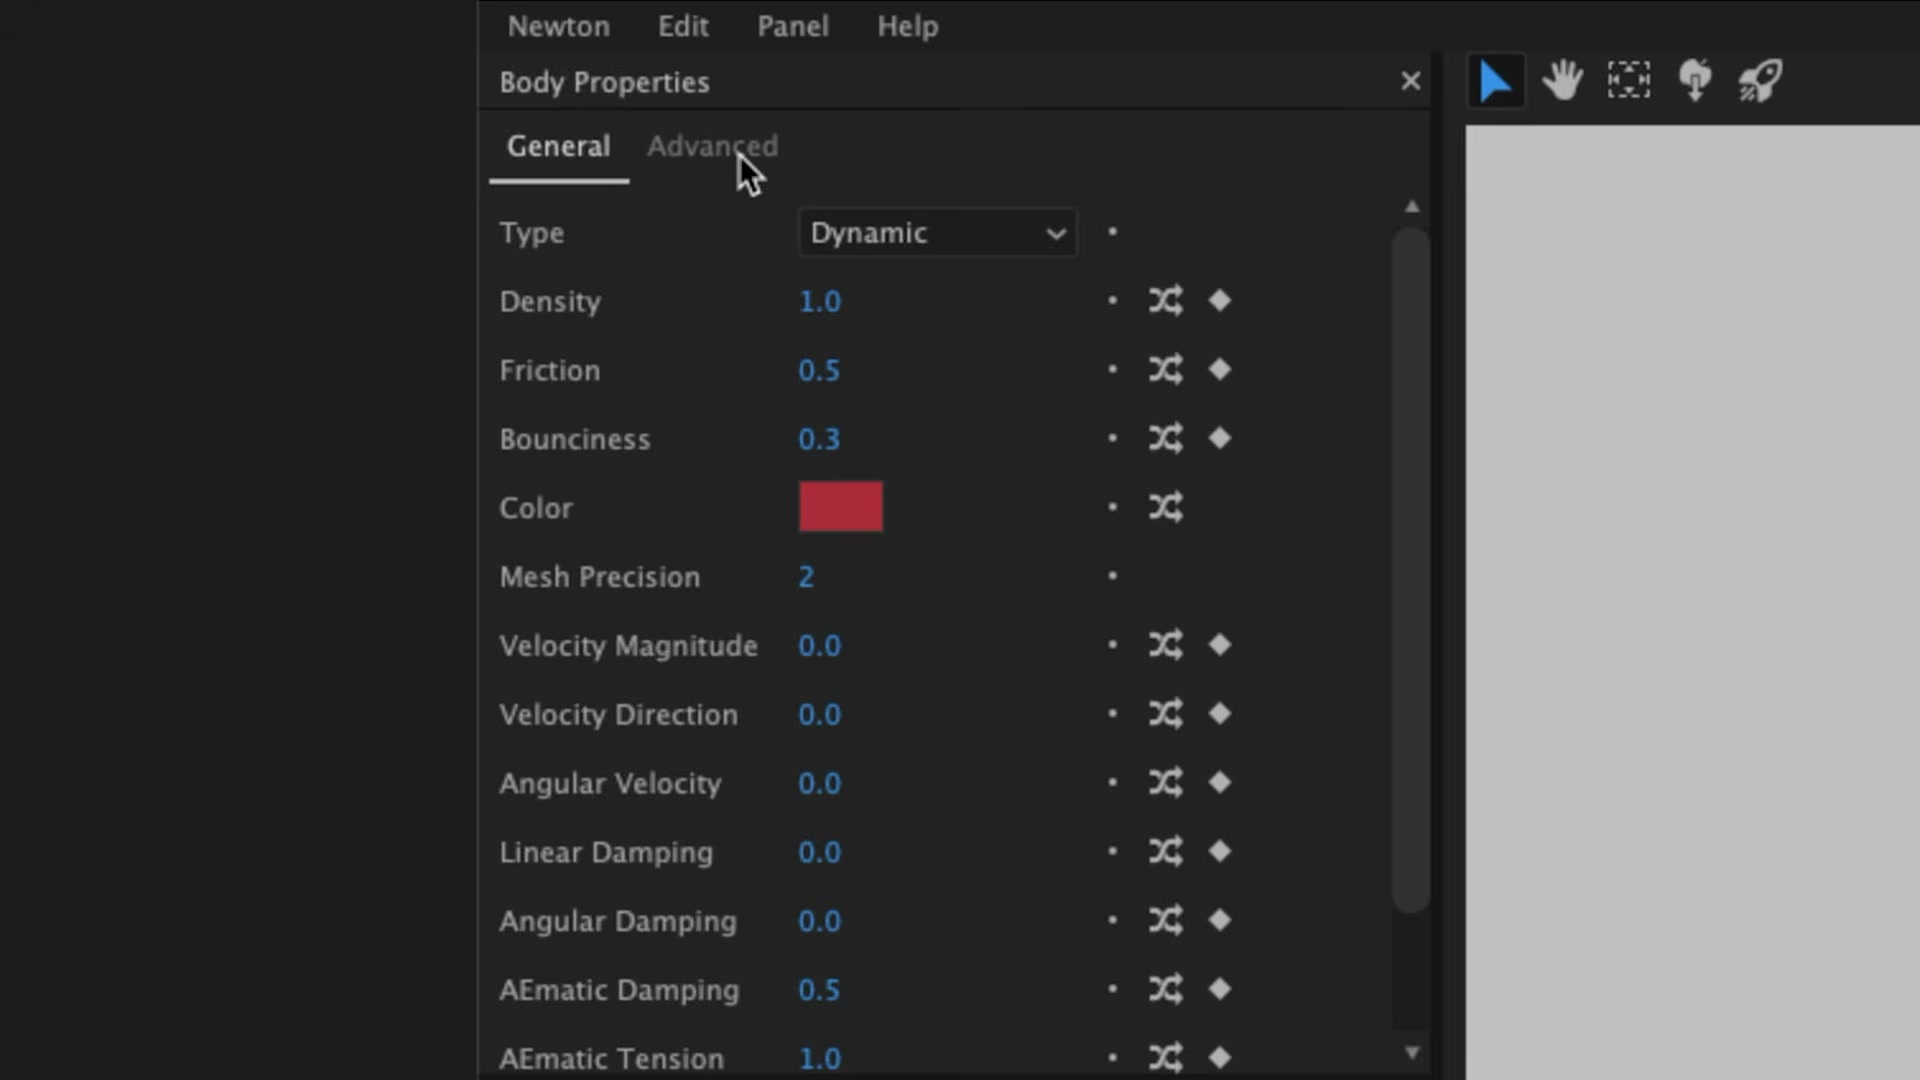 Newton Edit Panel Help
Body Properties
General Advanced
Type Dynamic
Density 1.0
Friction 0.5
Bounciness 0.3
Color
Mesh Precision 2
Velocity Magnitude 0.0
Velocity Direction 0.0
Angular Velocity 0.0
Linear Damping 0.0
Angular Damping 0.0
AEmatic Damping 0.5
AEmatic Tension 1.0